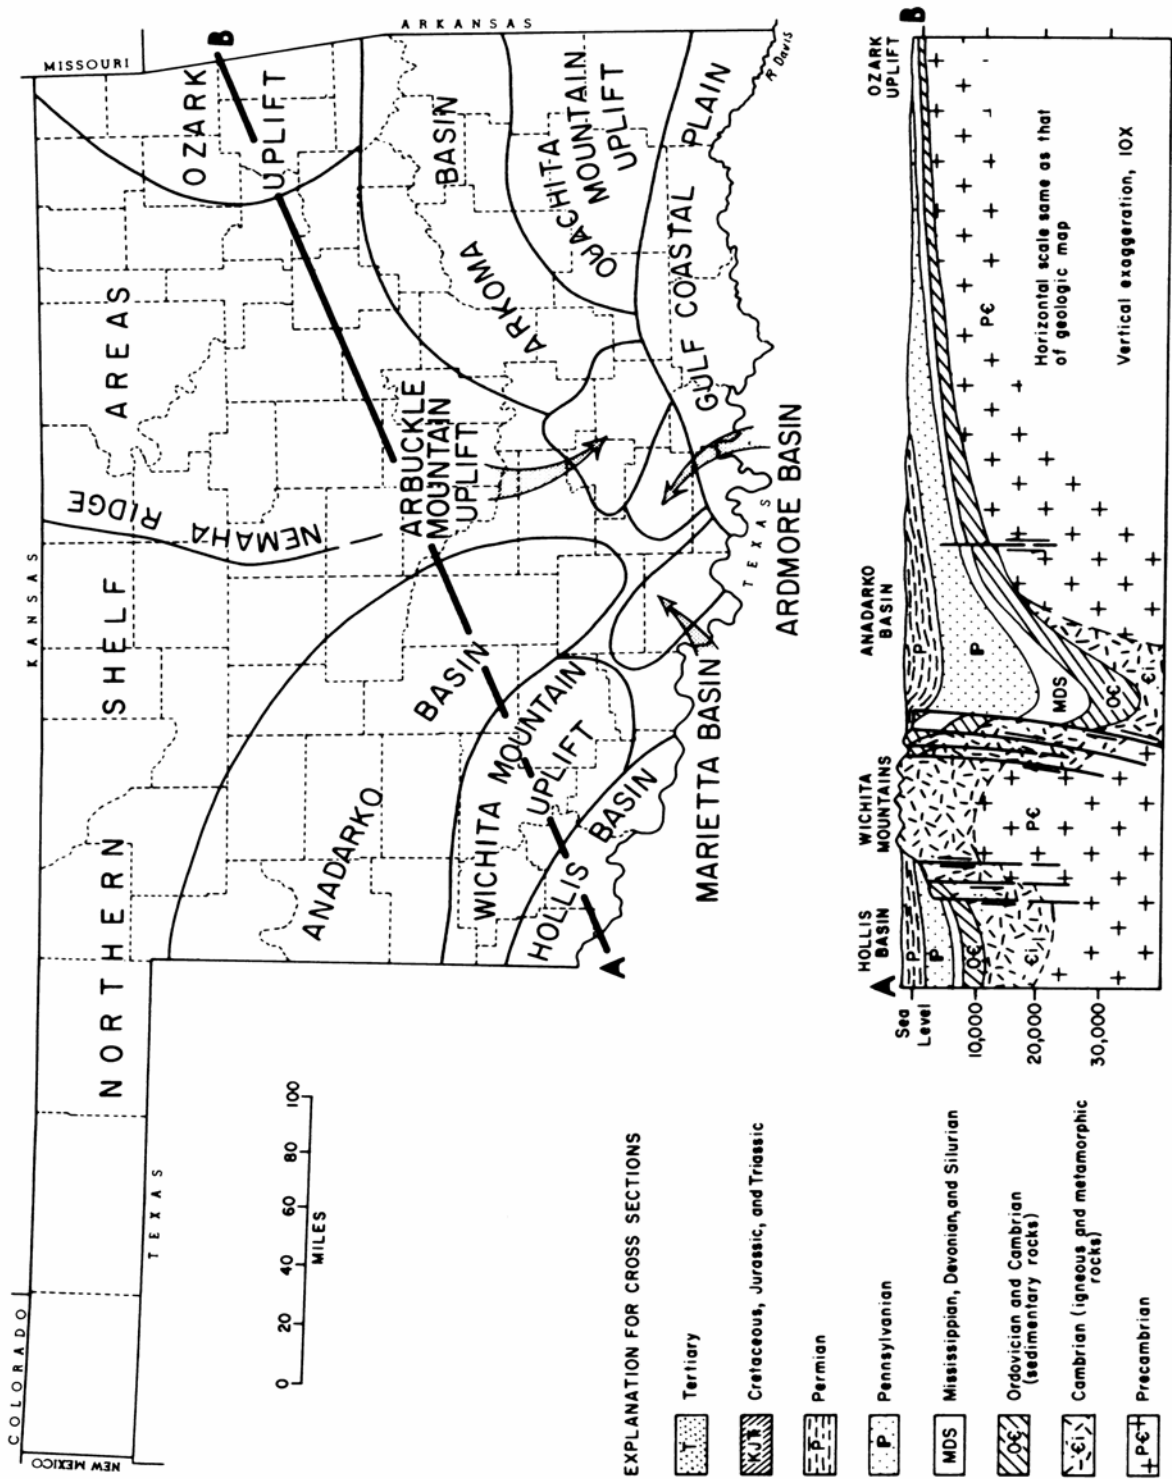 COLORADO
NEW MEXICO
KANSAS
MISSOURI
ARKANSAS
TEXAS
TEXAS
NORTHERN SHELF AREAS
NEMAHA RIDGE
OZARK
UPLIFT
B
ANADARKO
BASIN
ARBUCKLE
MOUNTAIN
UPLIFT
ARKOMA
BASIN
OUACHITA
MOUNTAIN
UPLIFT
WICHITA MOUNTAIN
UPLIFT
HOLLIS
BASIN
A
GULF COASTAL PLAIN
MARIETTA BASIN
ARDMORE BASIN
R Davis
0 20 40 60 80 100
MILES
EXPLANATION FOR CROSS SECTIONS
T
Tertiary
KJ͡R
Cretaceous, Jurassic, and Triassic
P
Permian
P
Pennsylvanian
MDS
Mississippian, Devonian, and Silurian
O€
Ordovician and Cambrian
(sedimentary rocks)
€i
Cambrian (igneous and metamorphic
rocks)
P€
Precambrian
A
HOLLIS
BASIN
WICHITA
MOUNTAINS
ANADARKO
BASIN
OZARK
UPLIFT
B
Sea
Level
10,000
20,000
30,000
P
P
O€
€i
P€
P
P
MDS
O€
€i
P€
Horizontal scale same as that
of geologic map
Vertical exaggeration, 10X